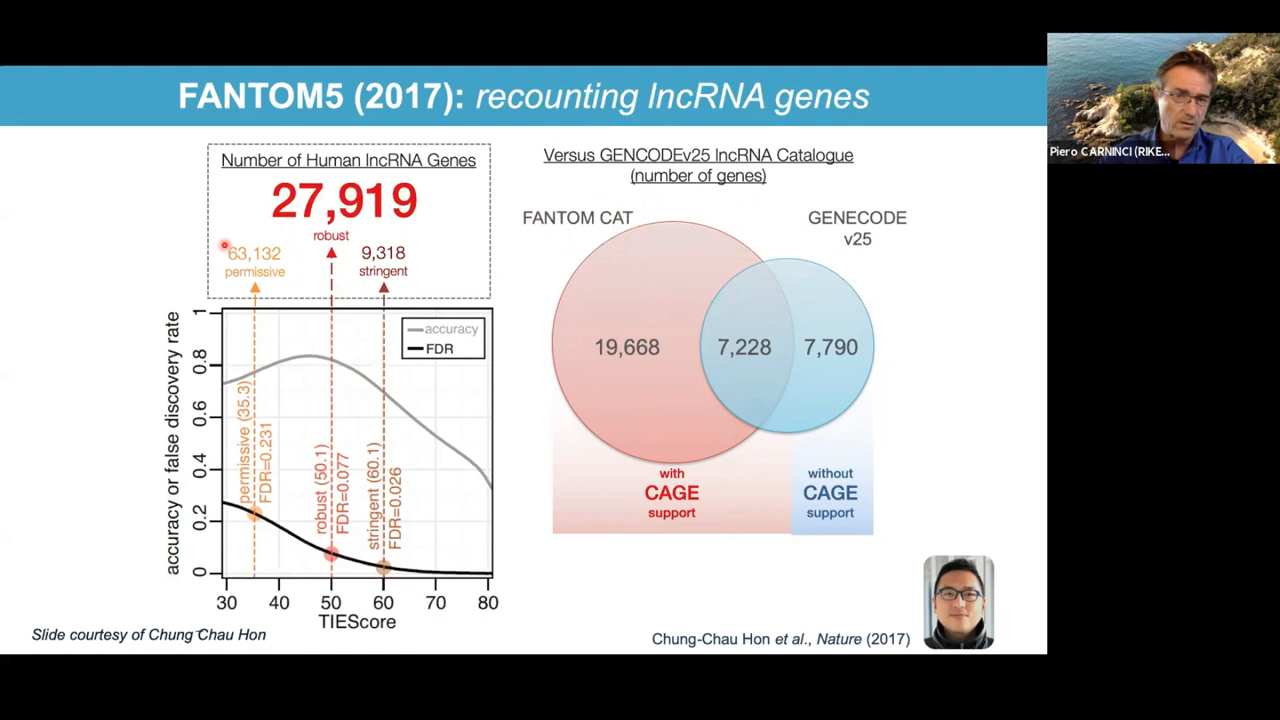 FANTOM5 (2017): recounting lncRNA genes
Piero CARNINCI (RIKE...
Number of Human lncRNA Genes
27,919
robust
63,132
permissive
9,318
stringent
accuracy
FDR
accuracy or false discovery rate
0
0.2
0.4
0.6
0.8
1
permissive (35.3)
FDR=0.231
robust (50.1)
FDR=0.077
stringent (60.1)
FDR=0.026
30 40 50 60 70 80
TIEScore
Versus GENCODEv25 lncRNA Catalogue
(number of genes)
FANTOM CAT
GENECODE
v25
19,668
7,228
7,790
with
CAGE
support
without
CAGE
support
Slide courtesy of Chung Chau Hon
Chung-Chau Hon et al., Nature (2017)